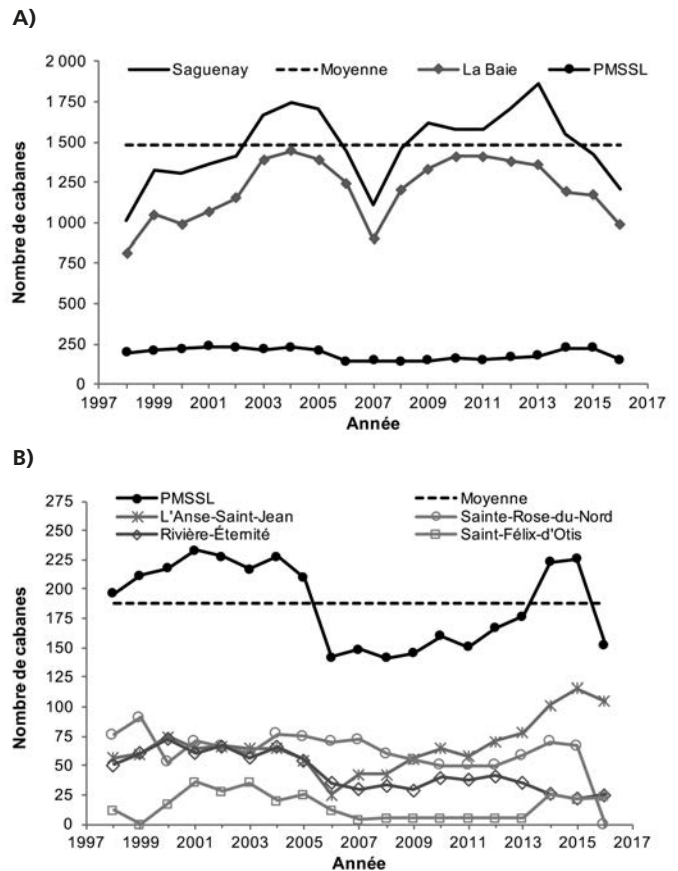 A)
2 000
Saguenay Moyenne La Baie PMSSL
1 750
1 500
1 250
1 000
750
500
250
0
Nombre de cabanes
1997 1999 2001 2003 2005 2007 2009 2011 2013 2015 2017
Année
B)
PMSSL Moyenne
L'Anse-Saint-Jean Sainte-Rose-du-Nord
Rivière-Éternité Saint-Félix-d'Otis
275
250
225
200
175
150
125
100
75
50
25
0
Nombre de cabanes
1997 1999 2001 2003 2005 2007 2009 2011 2013 2015 2017
Année